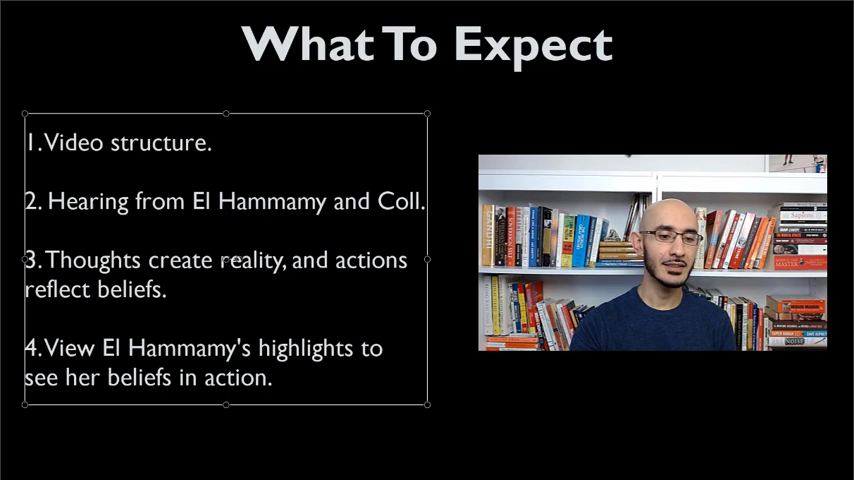 What To Expect
1. Video structure.
2. Hearing from El Hammamy and Coll.
3. Thoughts create reality, and actions
reflect beliefs.
4. View El Hammamy's highlights to
see her beliefs in action.
Sapiens